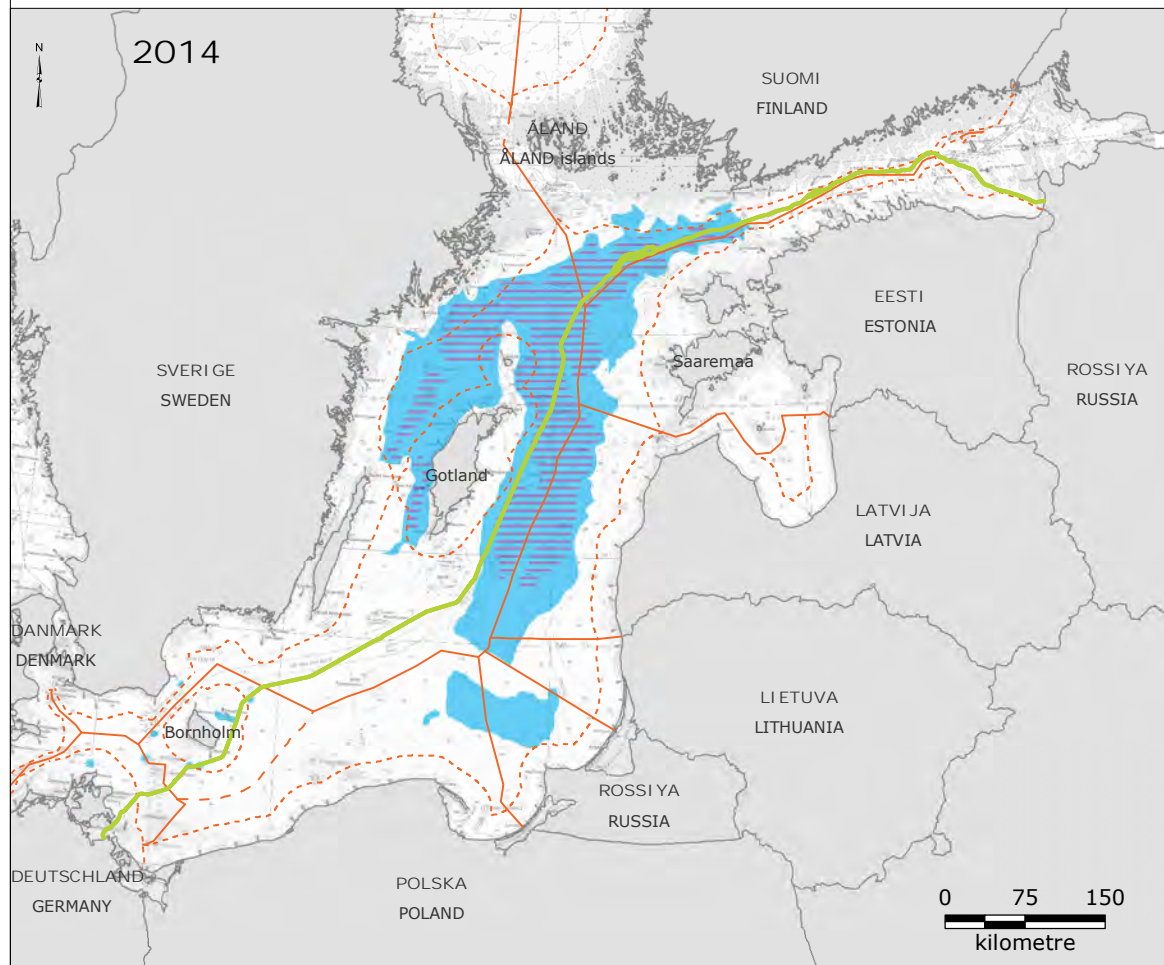 2014
N
SUOMI
FINLAND
ÅLAND
ÅLAND islands
EESTI
ESTONIA
SVERIGE
SWEDEN
Saaremaa
ROSSIYA
RUSSIA
Gotland
LATVIJA
LATVIA
DANMARK
DENMARK
LIETUVA
LITHUANIA
Bornholm
ROSSIYA
RUSSIA
DEUTSCHLAND
GERMANY
POLSKA
POLAND
0 75 150
kilometre